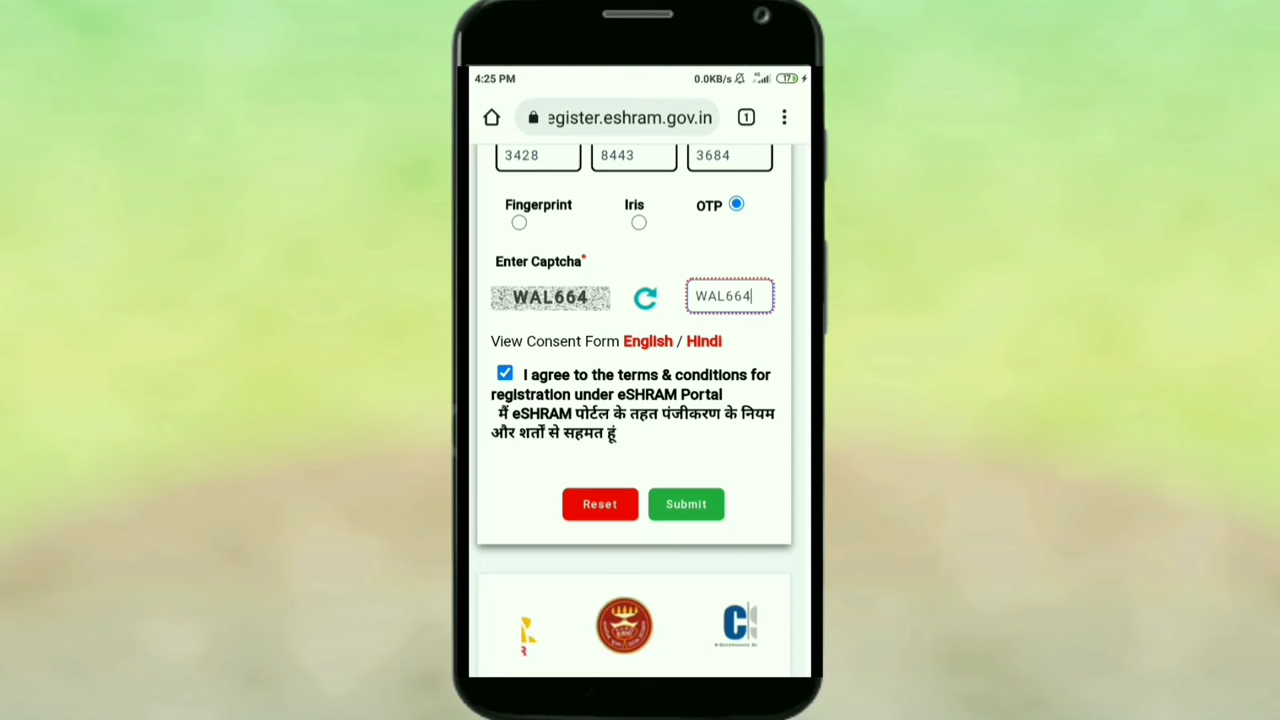 4:25 PM 0.0KB/s 4G 17
egister.eshram.gov.in 1
3428 8443 3684
Fingerprint Iris OTP
Enter Captcha*
WAL664 WAL664
View Consent Form English / Hindi
I agree to the terms & conditions for
registration under eSHRAM Portal
मैं eSHRAM पोर्टल के तहत पंजीकरण के नियम
और शर्तों से सहमत हूं
Reset Submit